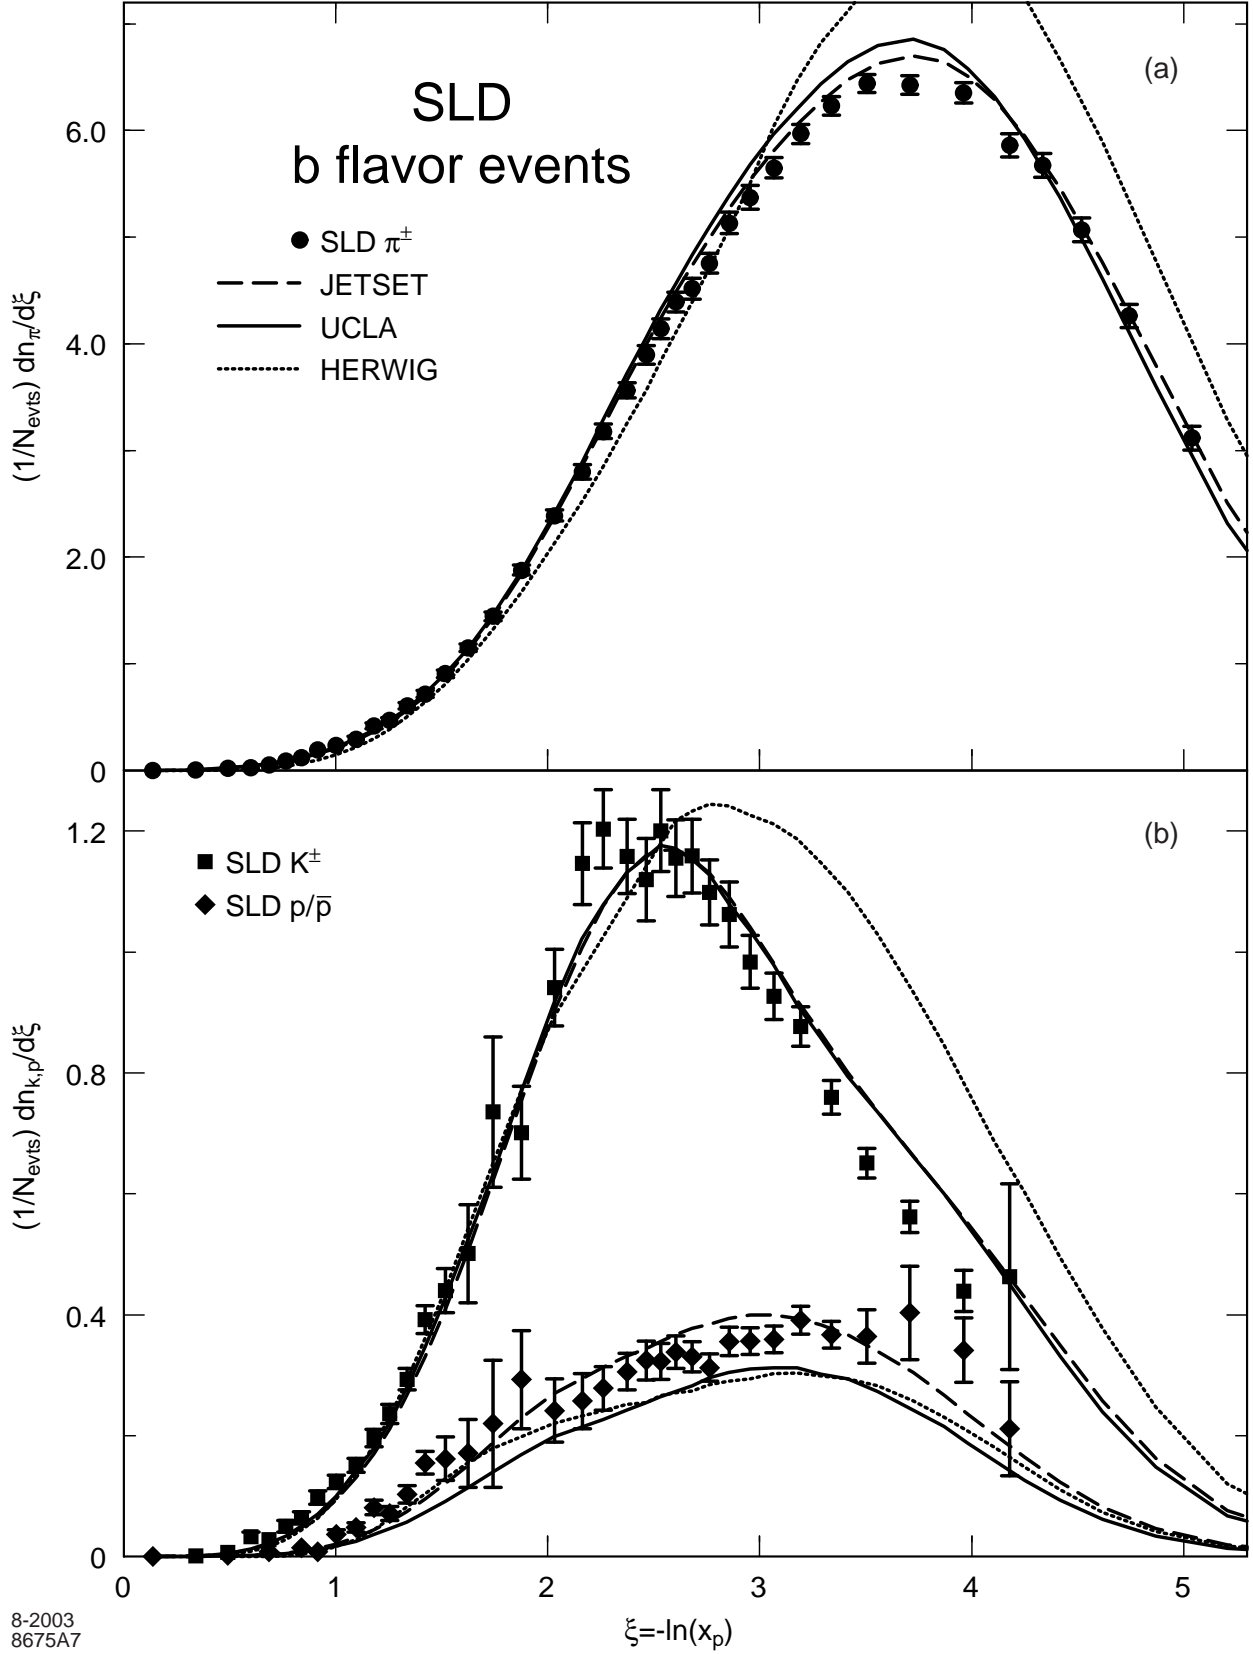 (a)
SLD
b flavor events
SLD π±
JETSET
UCLA
HERWIG
(1/Nevts) dnπ/dξ
6.0
4.0
2.0
0
(b)
SLD K±
SLD p/p̅
(1/Nevts) dnk,p/dξ
1.2
0.8
0.4
0
0 1 2 3 4 5
ξ=-ln(xp)
8-2003
8675A7